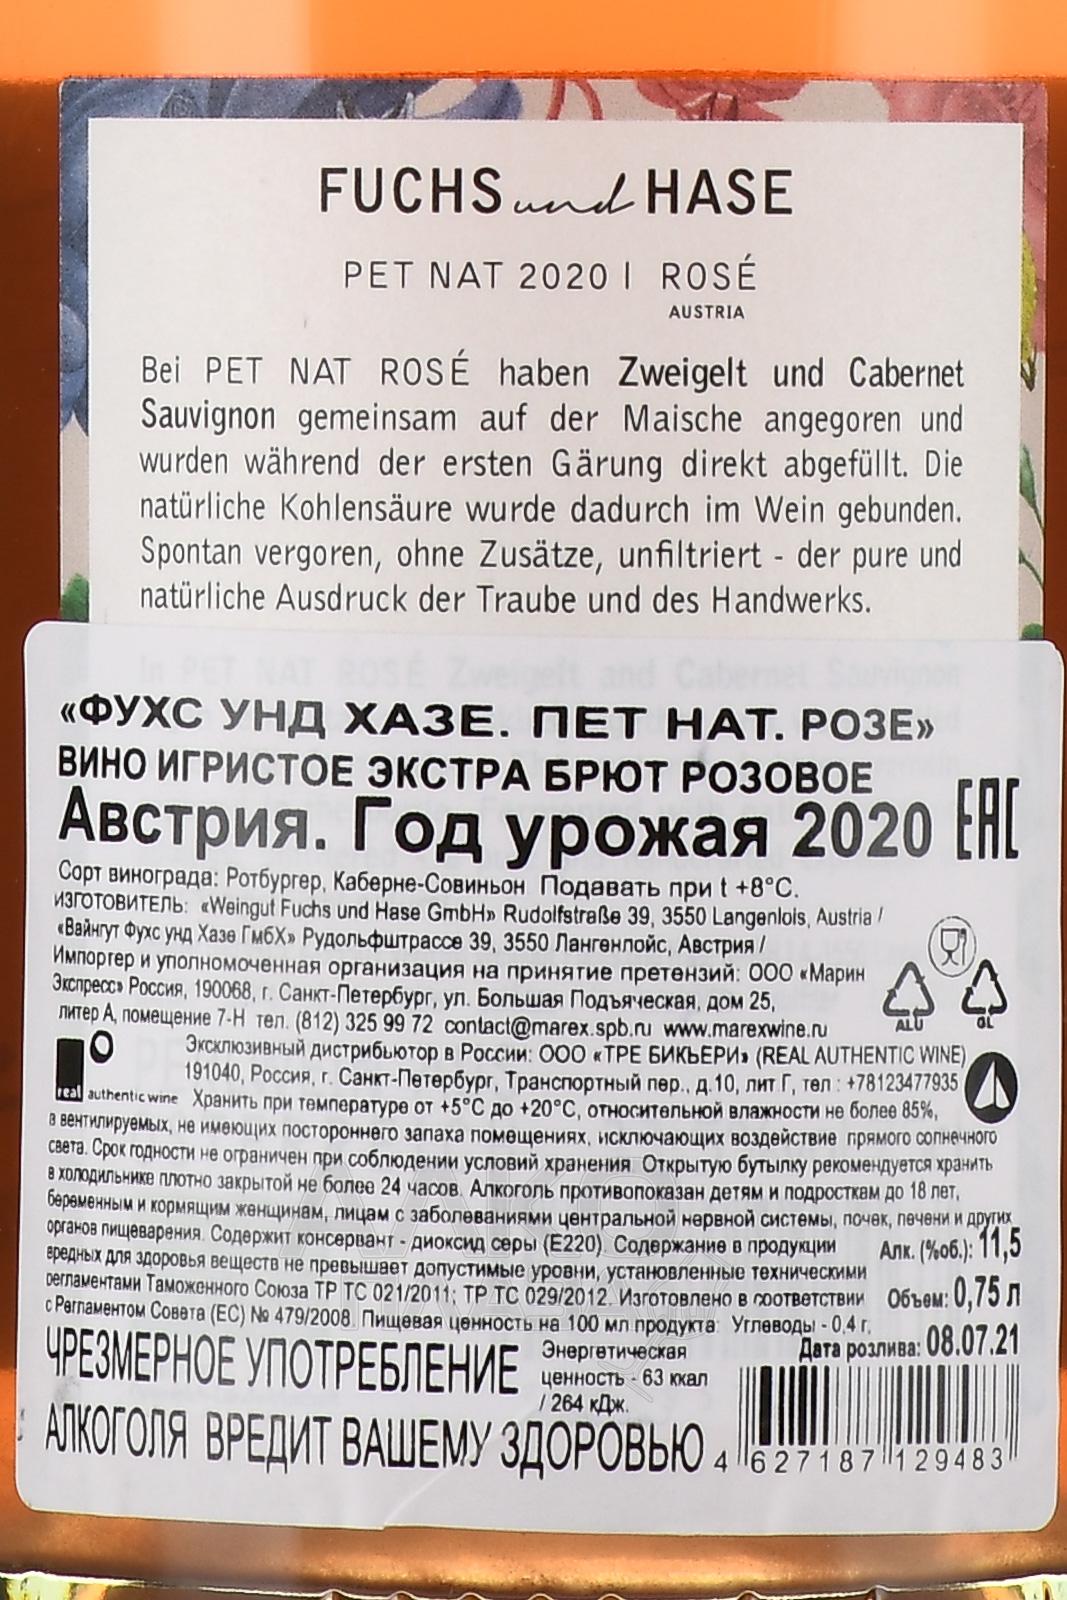 FUCHS und HASE
PET NAT 2020 | ROSÉ
AUSTRIA
Bei PET NAT ROSÉ haben Zweigelt und Cabernet
Sauvignon gemeinsam auf der Maische angegoren und
wurden während der ersten Gärung direkt abgefüllt. Die
natürliche Kohlensäure wurde dadurch im Wein gebunden.
Spontan vergoren, ohne Zusätze, unfiltriert - der pure und
natürliche Ausdruck der Traube und des Handwerks.
In PET NAT ROSÉ Zweigelt and Cabernet Sauvignon
«ФУХС УНД ХАЗЕ. ПЕТ НАТ. РОЗЕ»
ВИНО ИГРИСТОЕ ЭКСТРА БРЮТ РОЗОВОЕ
Австрия. Год урожая 2020 EAC
Сорт винограда: Ротбургер, Каберне-Совиньон Подавать при t +8°C.
ИЗГОТОВИТЕЛЬ: «Weingut Fuchs und Hase GmbH» Rudolfstraße 39, 3550 Langenlois, Austria /
«Вайнгут Фухс унд Хазе ГмбХ» Рудольфштрассе 39, 3550 Лангенлойс, Австрия /
Импортер и уполномоченная организация на принятие претензий: ООО «Марин
Экспресс» Россия, 190068, г. Санкт-Петербург, ул. Большая Подъяческая, дом 25,
литер А, помещение 7-Н тел. (812) 325 99 72 contact@marex.spb.ru www.marexwine.ru
ALU GL
Эксклюзивный дистрибьютор в России: ООО «ТРЕ БИКЬЕРИ» (REAL AUTHENTIC WINE)
191040, Россия, г. Санкт-Петербург, Транспортный пер., д.10, лит Г, тел : +78123477935
real authentic wine Хранить при температуре от +5°C до +20°C, относительной влажности не более 85%,
в вентилируемых, не имеющих постороннего запаха помещениях, исключающих воздействие прямого солнечного
света. Срок годности не ограничен при соблюдении условий хранения. Открытую бутылку рекомендуется хранить
в холодильнике плотно закрытой не более 24 часов. Алкоголь противопоказан детям и подросткам до 18 лет,
беременным и кормящим женщинам, лицам с заболеваниями центральной нервной системы, почек, печени и других
органов пищеварения. Содержит консервант - диоксид серы (E220). Содержание в продукции
вредных для здоровья веществ не превышает допустимые уровни, установленные техническими
регламентами Таможенного Союза ТР ТС 021/2011; ТР ТС 029/2012. Изготовлено в соответствии
с Регламентом Совета (ЕС) № 479/2008. Пищевая ценность на 100 мл продукта: Углеводы - 0,4 г.
Алк. (%об.): 11,5
Объем: 0,75 л
Дата розлива: 08.07.21
Энергетическая
ценность - 63 ккал
/ 264 кДж.
ЧРЕЗМЕРНОЕ УПОТРЕБЛЕНИЕ
АЛКОГОЛЯ ВРЕДИТ ВАШЕМУ ЗДОРОВЬЮ
4 627187 129483